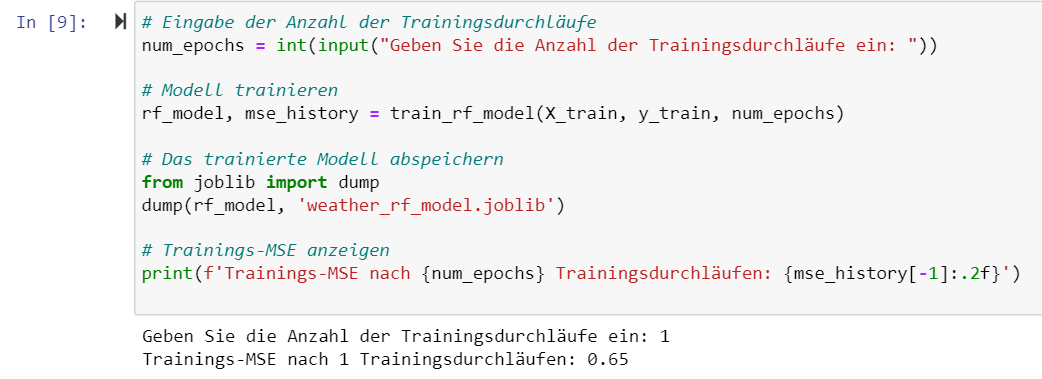 In [9]:
# Eingabe der Anzahl der Trainingsdurchläufe
num_epochs = int(input("Geben Sie die Anzahl der Trainingsdurchläufe ein: "))
# Modell trainieren
rf_model, mse_history = train_rf_model(X_train, y_train, num_epochs)
# Das trainierte Modell abspeichern
from joblib import dump
dump(rf_model, 'weather_rf_model.joblib')
# Trainings-MSE anzeigen
print(f'Trainings-MSE nach {num_epochs} Trainingsdurchläufen: {mse_history[-1]:.2f}')
Geben Sie die Anzahl der Trainingsdurchläufe ein: 1
Trainings-MSE nach 1 Trainingsdurchläufen: 0.65